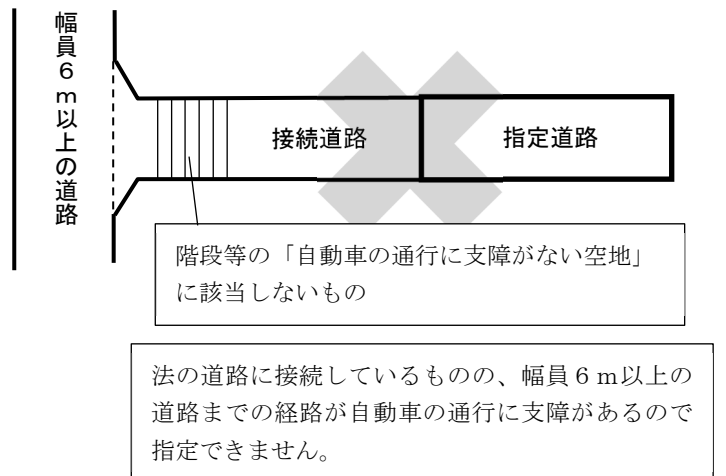 幅員６ｍ以上の道路
接続道路
指定道路
階段等の「自動車の通行に支障がない空地」
に該当しないもの
法の道路に接続しているものの、幅員６ｍ以上の
道路までの経路が自動車の通行に支障があるので
指定できません。